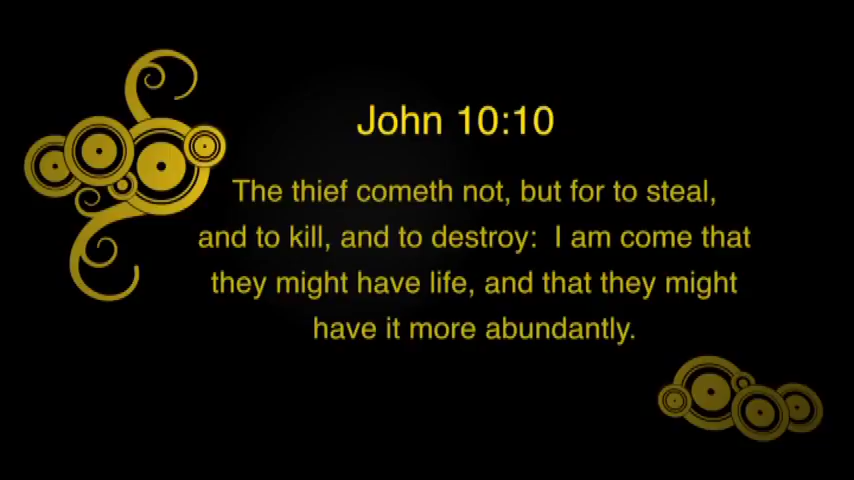 John 10:10
The thief cometh not, but for to steal,
and to kill, and to destroy:  I am come that
they might have life, and that they might
have it more abundantly.